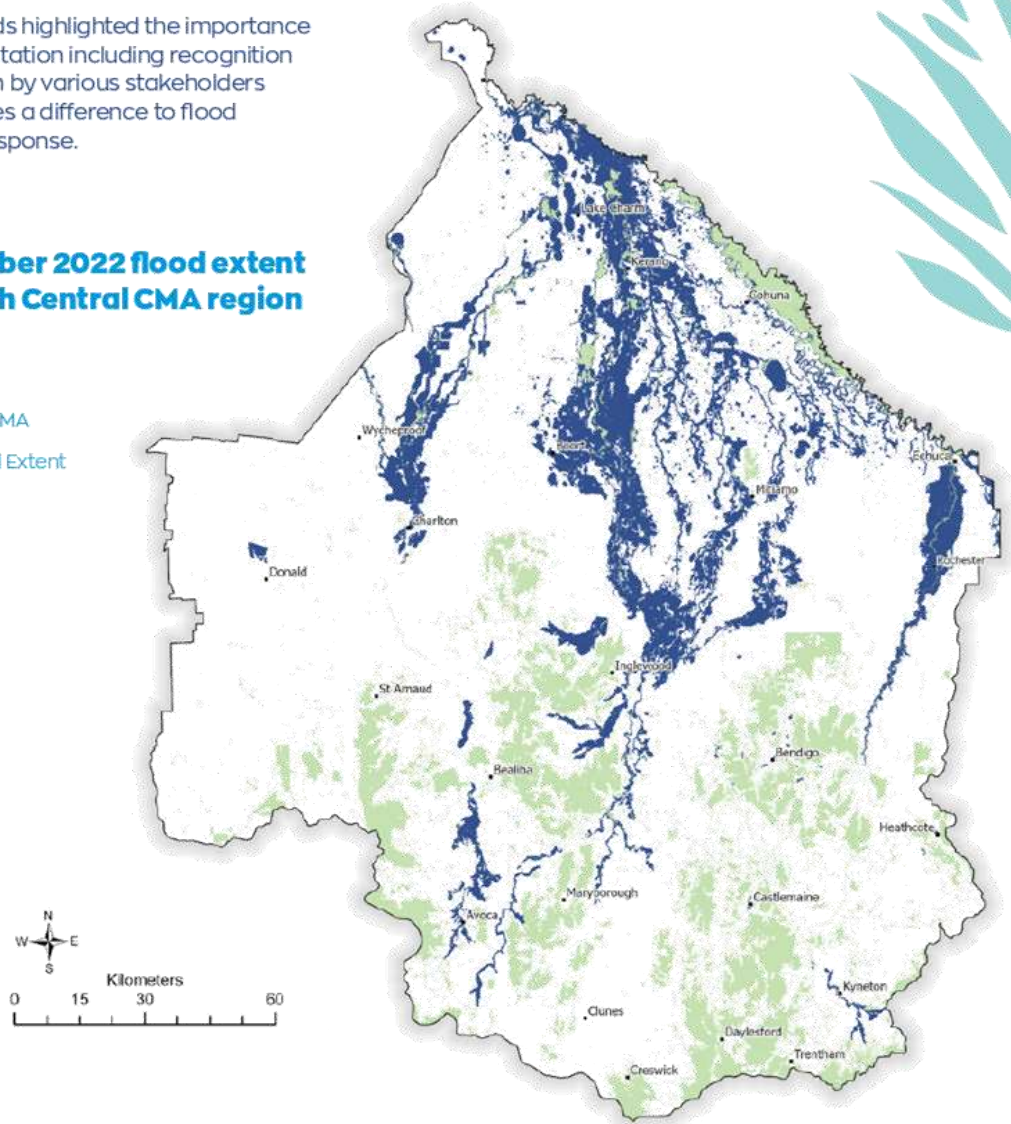 ds highlighted the importance
tation including recognition
n by various stakeholders
es a difference to flood
sponse.
ber 2022 flood extent
h Central CMA region
MA
l Extent
Lake Charm
Kerang
Cohuna
Wycheproof
Boort
Echuca
Mitiamo
Charlton
Rochester
Donald
Inglewood
St Arnaud
Bendigo
Bealiba
Heathcote
Maryborough
Castlemaine
Avoca
N
W E
S
Kilometers
0 15 30 60
Kyneton
Clunes
Daylesford
Trentham
Creswick